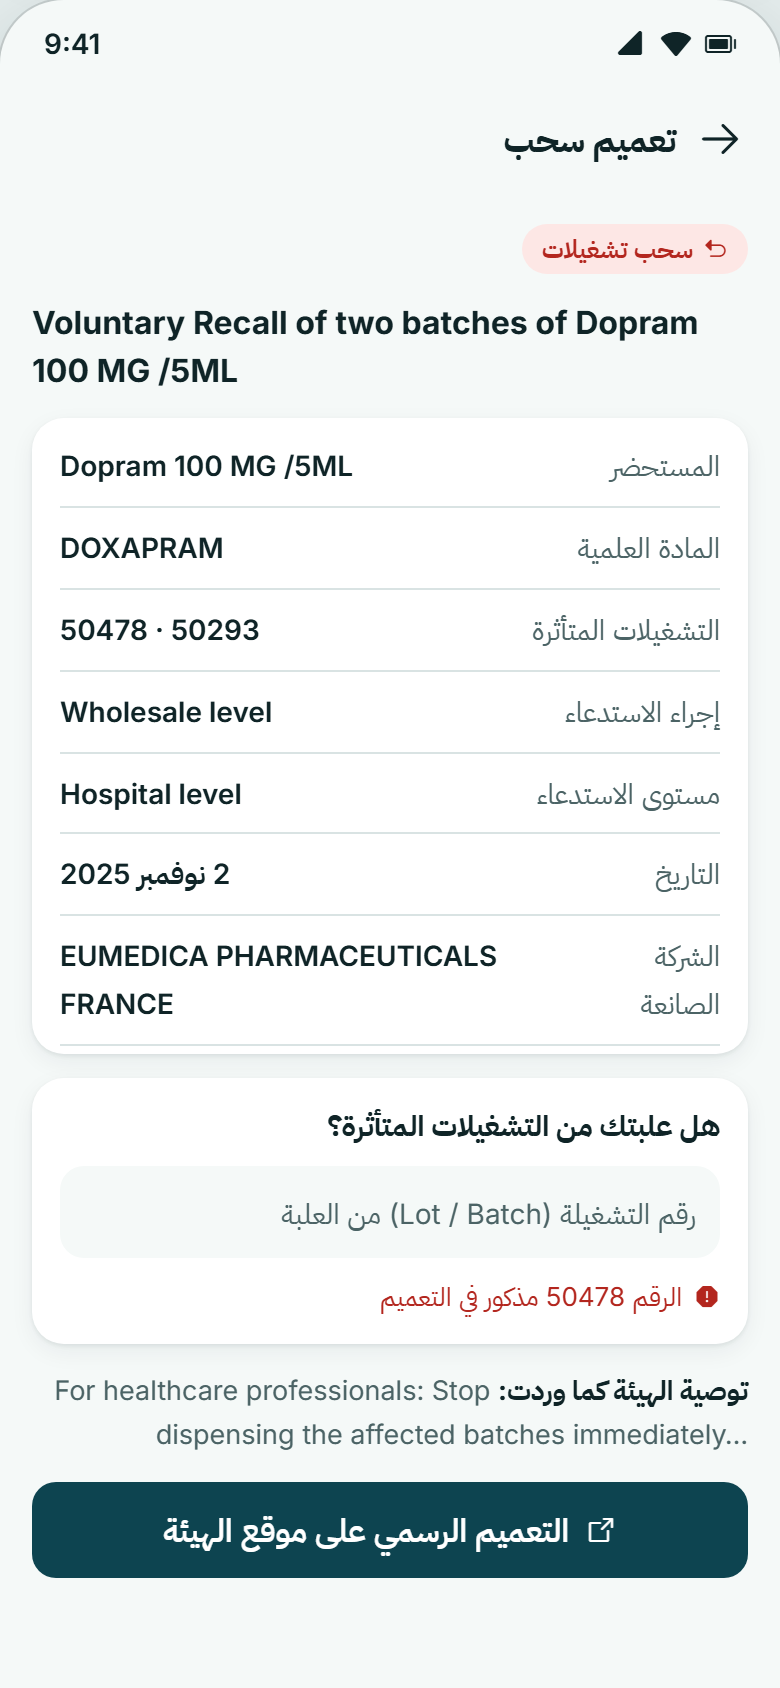 9:41
تعميم سحب
سحب تشغيلات
Voluntary Recall of two batches of Dopram
100 MG /5ML
المستحضر Dopram 100 MG /5ML
المادة العلمية DOXAPRAM
التشغيلات المتأثرة 50478 · 50293
إجراء الاستدعاء Wholesale level
مستوى الاستدعاء Hospital level
التاريخ 2 نوفمبر 2025
الشركة EUMEDICA PHARMACEUTICALS
الصانعة FRANCE
هل علبتك من التشغيلات المتأثرة؟
رقم التشغيلة (Lot / Batch) من العلبة
الرقم 50478 مذكور في التعميم
توصية الهيئة كما وردت: For healthcare professionals: Stop
dispensing the affected batches immediately...
التعميم الرسمي على موقع الهيئة